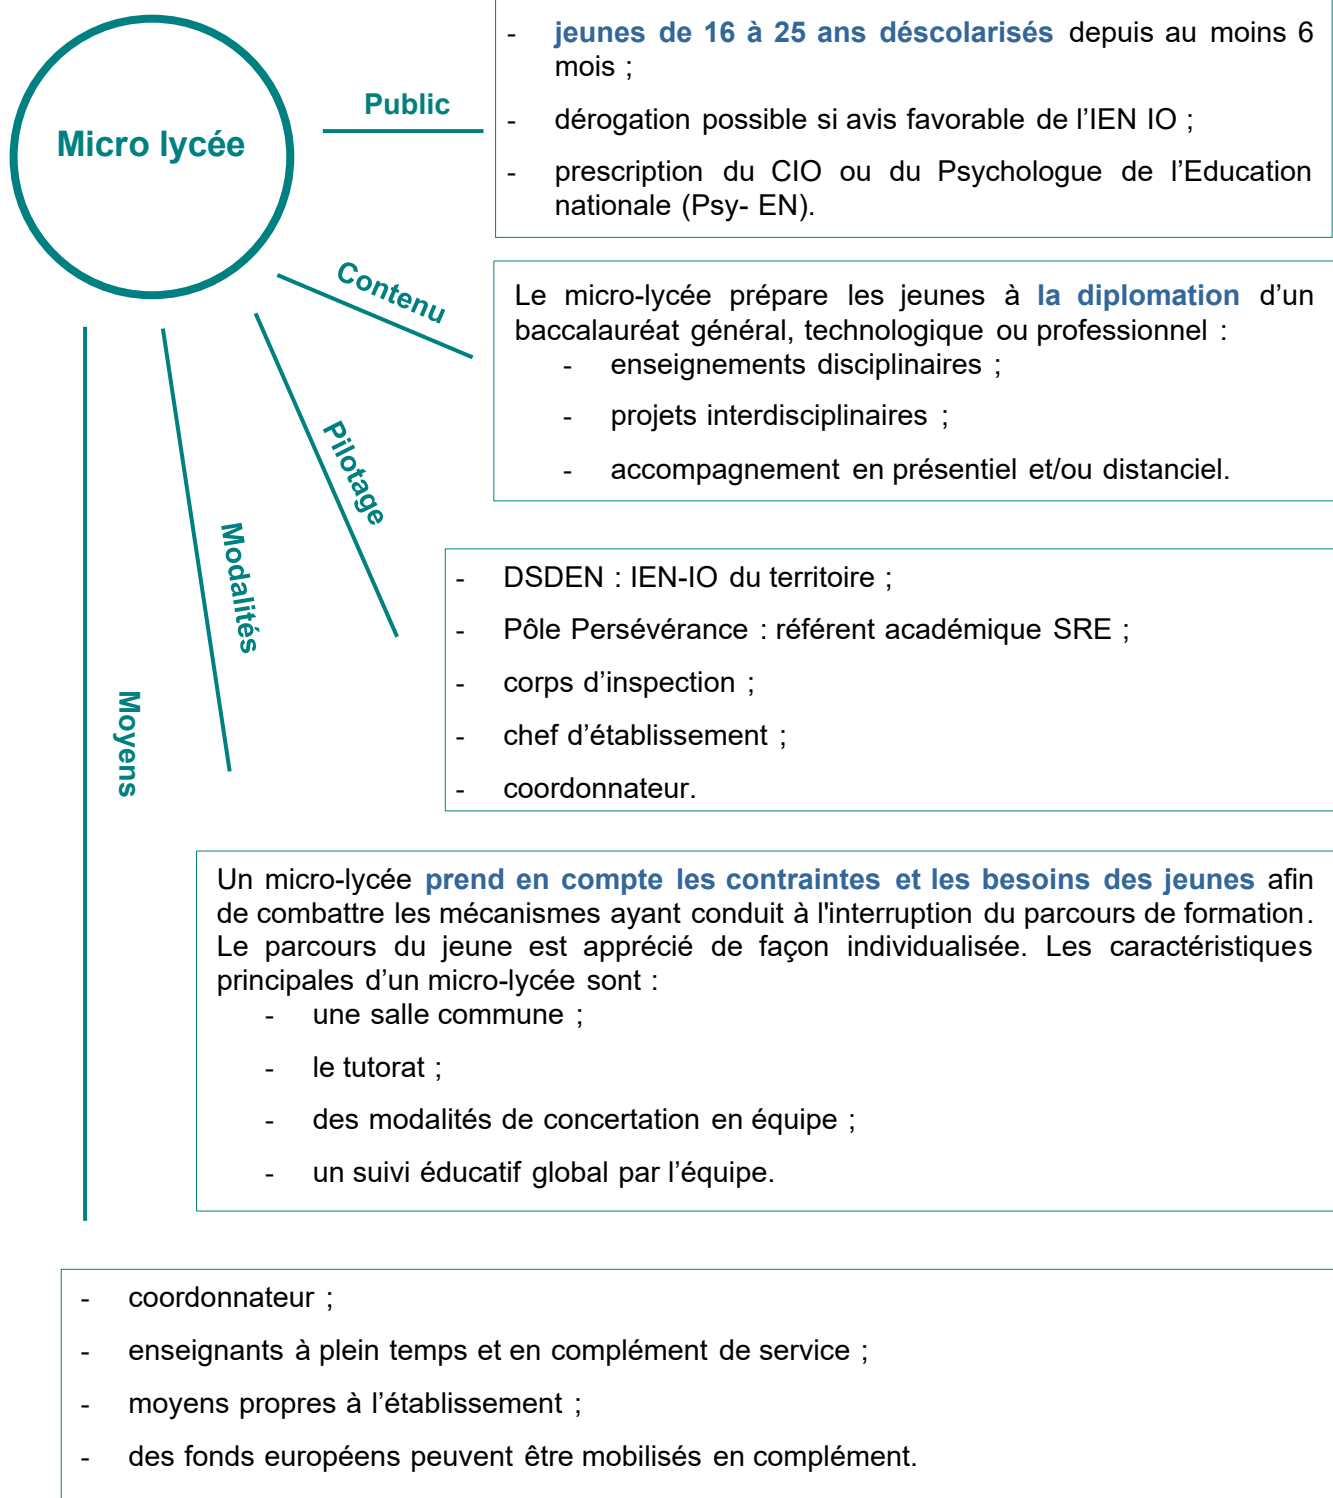 Micro lycée
Public
- jeunes de 16 à 25 ans déscolarisés depuis au moins 6
mois ;
- dérogation possible si avis favorable de l’IEN IO ;
- prescription du CIO ou du Psychologue de l’Education
nationale (Psy- EN).
Contenu
Le micro-lycée prépare les jeunes à la diplomation d’un
baccalauréat général, technologique ou professionnel :
- enseignements disciplinaires ;
- projets interdisciplinaires ;
- accompagnement en présentiel et/ou distanciel.
Pilotage
- DSDEN : IEN-IO du territoire ;
- Pôle Persévérance : référent académique SRE ;
- corps d’inspection ;
- chef d’établissement ;
- coordonnateur.
Modalités
Un micro-lycée prend en compte les contraintes et les besoins des jeunes afin
de combattre les mécanismes ayant conduit à l'interruption du parcours de formation.
Le parcours du jeune est apprécié de façon individualisée. Les caractéristiques
principales d’un micro-lycée sont :
- une salle commune ;
- le tutorat ;
- des modalités de concertation en équipe ;
- un suivi éducatif global par l’équipe.
Moyens
- coordonnateur ;
- enseignants à plein temps et en complément de service ;
- moyens propres à l’établissement ;
- des fonds européens peuvent être mobilisés en complément.